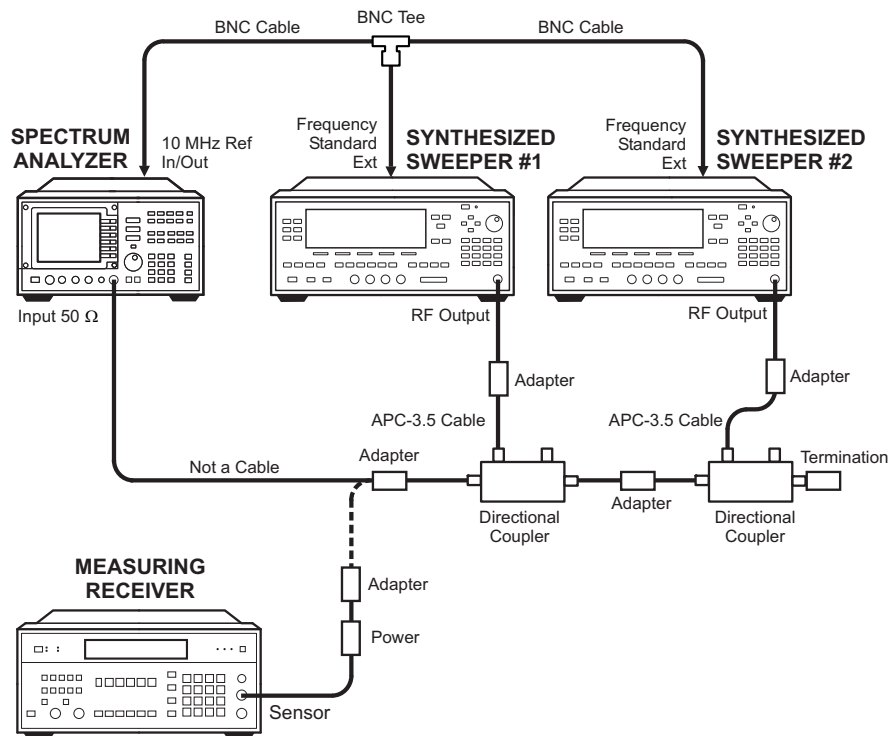 BNC Cable
BNC Tee
BNC Cable
SPECTRUM
ANALYZER
10 MHz Ref
In/Out
Frequency
Standard
Ext
SYNTHESIZED
SWEEPER #1
Frequency
Standard
Ext
SYNTHESIZED
SWEEPER #2
Input 50 Ω
RF Output
RF Output
Adapter
Adapter
APC-3.5 Cable
APC-3.5 Cable
Adapter
Not a Cable
Termination
Adapter
Directional
Coupler
Directional
Coupler
MEASURING
RECEIVER
Adapter
Power
Sensor